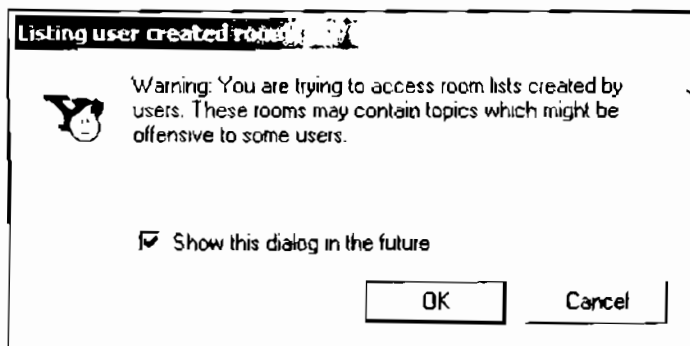 Listing user created rooms
Warning: You are trying to access room lists created by
users. These rooms may contain topics which might be
offensive to some users.
Show this dialog in the future
OK
Cancel